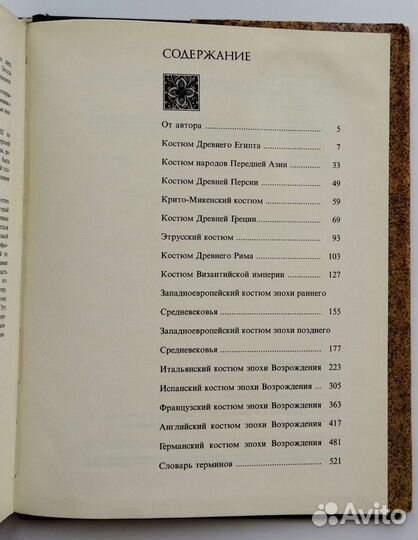 СОДЕРЖАНИЕ
От автора ........................ 5
Костюм Древнего Египта ........................ 7
Костюм народов Передней Азии ........................ 33
Костюм Древней Персии ........................ 49
Крито-Микенский костюм ........................ 59
Костюм Древней Греции ........................ 69
Этрусский костюм ........................ 93
Костюм Древнего Рима ........................ 103
Костюм Византийской империи ........................ 127
Западноевропейский костюм эпохи раннего
Средневековья ........................ 155
Западноевропейский костюм эпохи позднего
Средневековья ........................ 177
Итальянский костюм эпохи Возрождения 223
Испанский костюм эпохи Возрождения ... 305
Французский костюм эпохи Возрождения 363
Английский костюм эпохи Возрождения 417
Германский костюм эпохи Возрождения 481
Словарь терминов ........................ 521
Avito